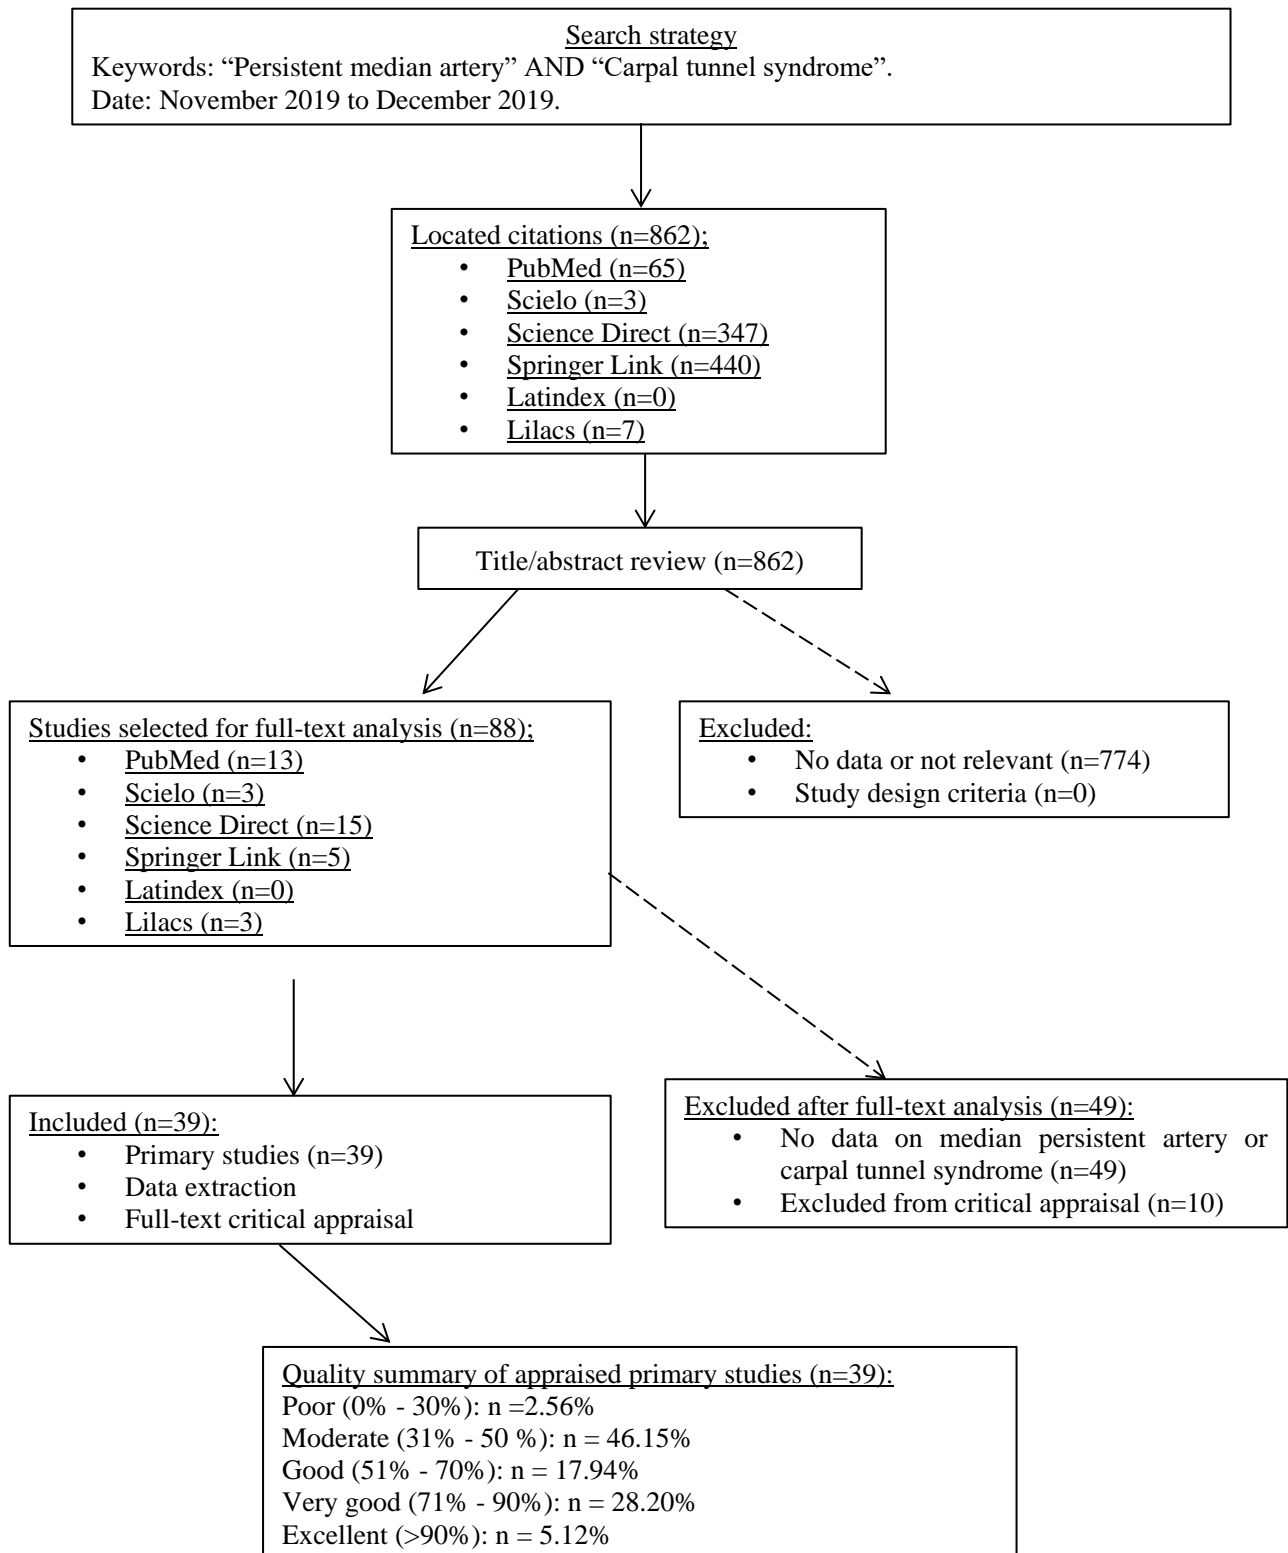 Search strategy
Keywords: “Persistent median artery” AND “Carpal tunnel syndrome”.
Date: November 2019 to December 2019.
Located citations (n=862);
• PubMed (n=65)
• Scielo (n=3)
• Science Direct (n=347)
• Springer Link (n=440)
• Latindex (n=0)
• Lilacs (n=7)
Title/abstract review (n=862)
Studies selected for full-text analysis (n=88);
• PubMed (n=13)
• Scielo (n=3)
• Science Direct (n=15)
• Springer Link (n=5)
• Latindex (n=0)
• Lilacs (n=3)
Excluded:
• No data or not relevant (n=774)
• Study design criteria (n=0)
Included (n=39):
• Primary studies (n=39)
• Data extraction
• Full-text critical appraisal
Excluded after full-text analysis (n=49):
• No data on median persistent artery or
carpal tunnel syndrome (n=49)
• Excluded from critical appraisal (n=10)
Quality summary of appraised primary studies (n=39):
Poor (0% - 30%): n =2.56%
Moderate (31% - 50 %): n = 46.15%
Good (51% - 70%): n = 17.94%
Very good (71% - 90%): n = 28.20%
Excellent (>90%): n = 5.12%